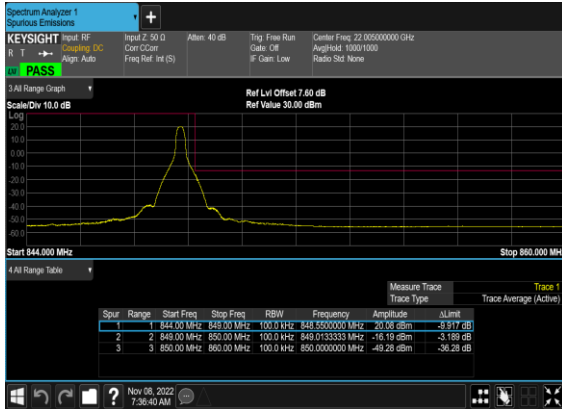 Spectrum Analyzer 1
Spurious Emissions
+
KEYSIGHT Input: RF Input Z: 50 Ω Atten: 40 dB Trig: Free Run Center Freq: 22.005000000 GHz
R T Coupling: DC Corr CCorr Gate: Off Avg|Hold: 1000/1000
Align: Auto Freq Ref: Int (S) IF Gain: Low Radio Std: None
PASS
3 All Range Graph
Ref Lvl Offset 7.60 dB
Scale/Div 10.0 dB Ref Value 30.00 dBm
Log
20.0
10.0
0.00
-10.0
-20.0
-30.0
-40.0
-50.0
-60.0
Start 844.000 MHz Stop 860.000 MH
4 All Range Table
Measure Trace Trace 1
Trace Type Trace Average (Active)
Spur Range Start Freq Stop Freq RBW Frequency Amplitude ΔLimit
1 1 844.00 MHz 849.00 MHz 100.0 kHz 848.5500000 MHz 20.08 dBm -9.917 dB
2 2 849.00 MHz 850.00 MHz 100.0 kHz 849.0133333 MHz -16.19 dBm -3.189 dB
3 3 850.00 MHz 860.00 MHz 100.0 kHz 850.0000000 MHz -49.28 dBm -36.28 dB
?
Nov 08, 2022
7:36:40 AM